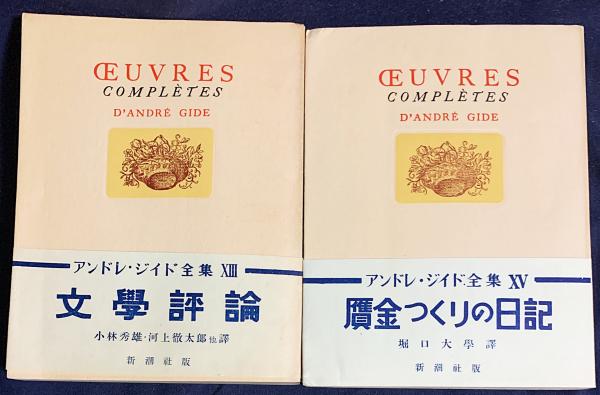 ŒUVRES
COMPLÈTES
D'ANDRÉ GIDE
アンドレ・ジイド全集 XIII
文學評論
小林秀雄・河上徹太郎他譯
新潮社版
ŒUVRES
COMPLÈTES
D'ANDRÉ GIDE
アンドレ・ジイド全集 XV
贋金つくりの日記
堀口大學譯
新潮社版